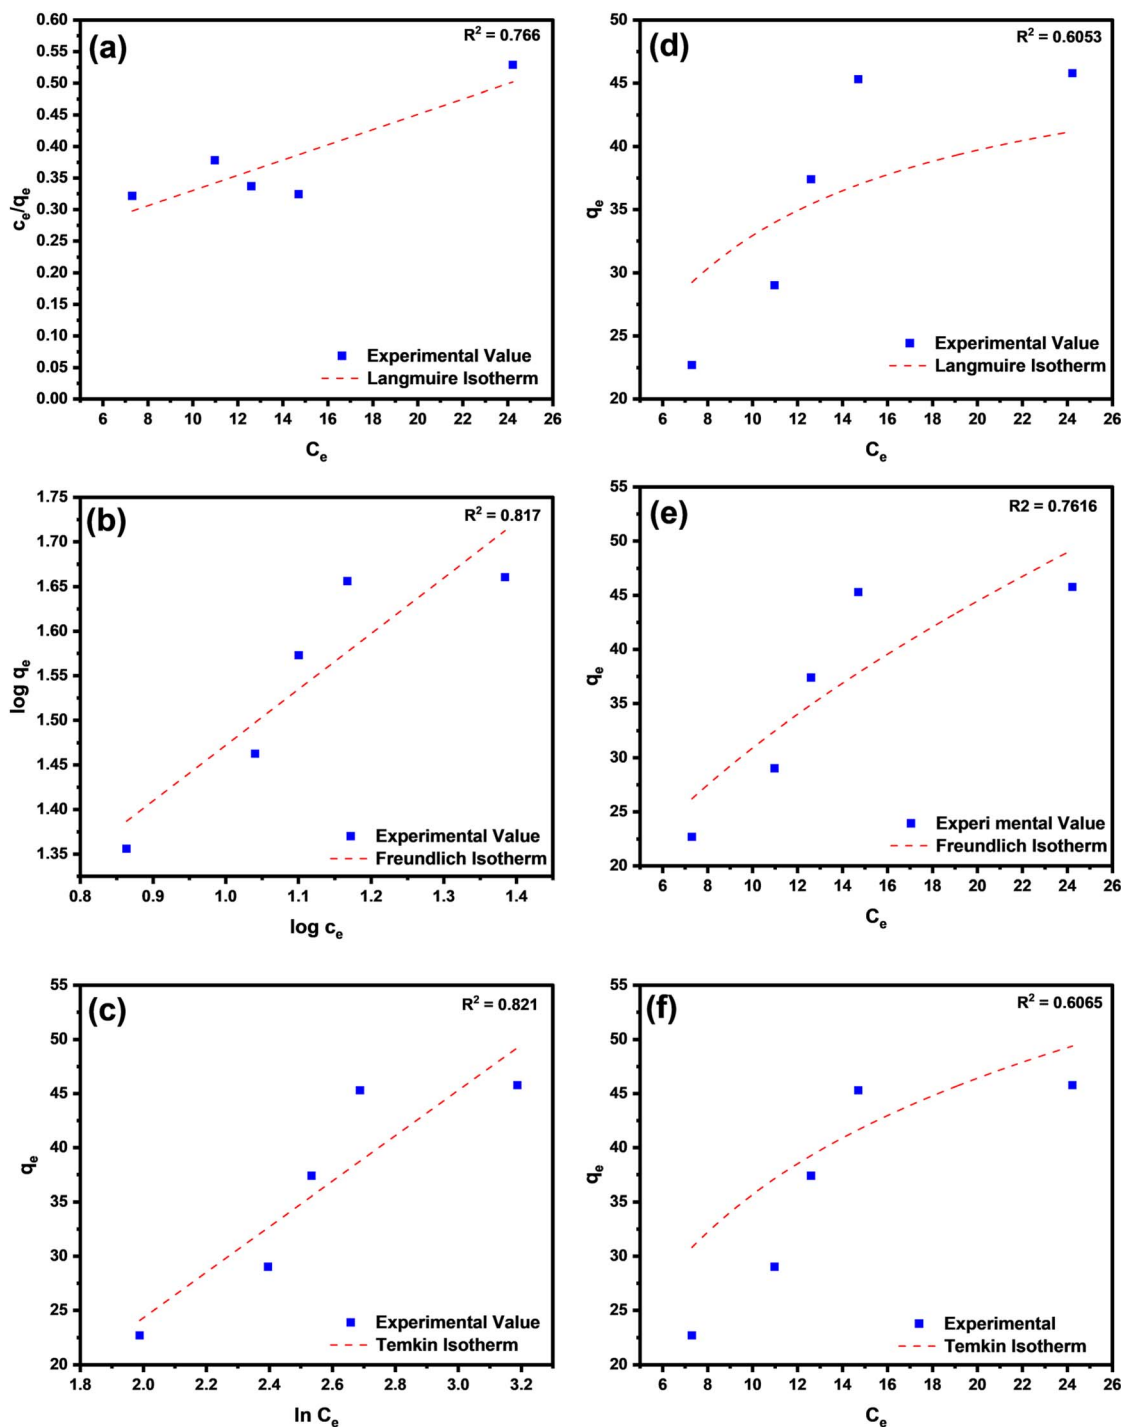 (a)
R² = 0.766
0.60
0.55
0.50
0.45
0.40
0.35
0.30
0.25
0.20
0.15
0.10
0.05
0.00
cₑ/qₑ
Experimental Value
Langmuire Isotherm
6 8 10 12 14 16 18 20 22 24 26
Cₑ
(d)
R² = 0.6053
50
45
40
35
30
25
20
qₑ
Experimental Value
Langmuire Isotherm
6 8 10 12 14 16 18 20 22 24 26
Cₑ
(b)
R² = 0.817
1.75
1.70
1.65
1.60
1.55
1.50
1.45
1.40
1.35
log qₑ
Experimental Value
Freundlich Isotherm
0.8 0.9 1.0 1.1 1.2 1.3 1.4
log cₑ
(e)
R2 = 0.7616
55
50
45
40
35
30
25
20
qₑ
Experi mental Value
Freundlich Isotherm
6 8 10 12 14 16 18 20 22 24 26
Cₑ
(c)
R² = 0.821
55
50
45
40
35
30
25
20
qₑ
Experimental Value
Temkin Isotherm
1.8 2.0 2.2 2.4 2.6 2.8 3.0 3.2
ln Cₑ
(f)
R² = 0.6065
55
50
45
40
35
30
25
20
qₑ
Experimental
Temkin Isotherm
6 8 10 12 14 16 18 20 22 24 26
Cₑ